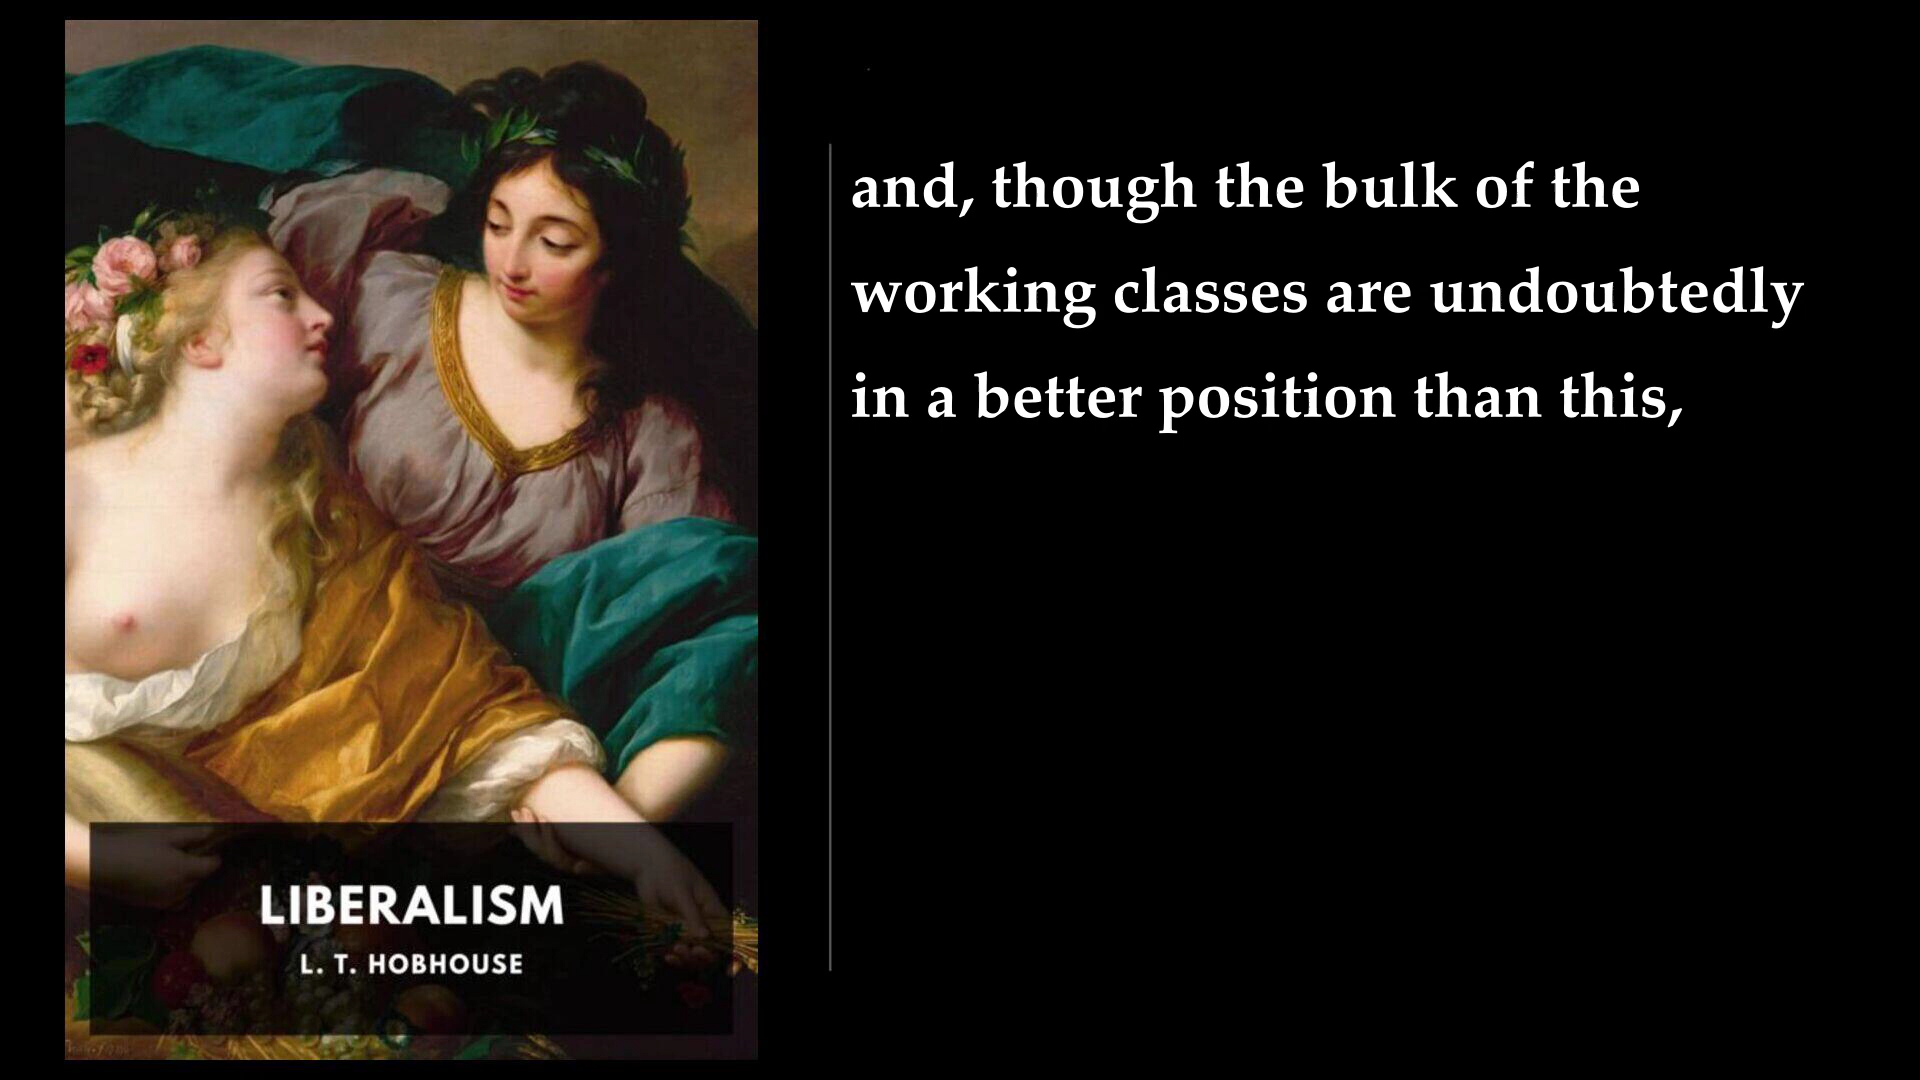 and, though the bulk of the
working classes are undoubtedly
in a better position than this,
LIBERALISM
L. T. HOBHOUSE